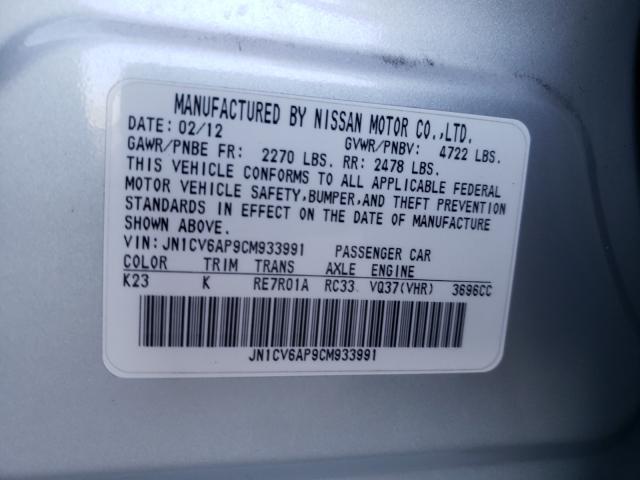 MANUFACTURED BY NISSAN MOTOR CO.,LTD.
DATE: 02/12 GVWR/PNBV: 4722 LBS.
GAWR/PNBE FR: 2270 LBS. RR: 2478 LBS.
THIS VEHICLE CONFORMS TO ALL APPLICABLE FEDERAL
MOTOR VEHICLE SAFETY,BUMPER,AND THEFT PREVENTION
STANDARDS IN EFFECT ON THE DATE OF MANUFACTURE
SHOWN ABOVE.
VIN:JN1CV6AP9CM933991 PASSENGER CAR
COLOR TRIM TRANS AXLE ENGINE
K23 K RE7R01A RC33 VQ37(VHR) 3696CC
JN1CV6AP9CM933991